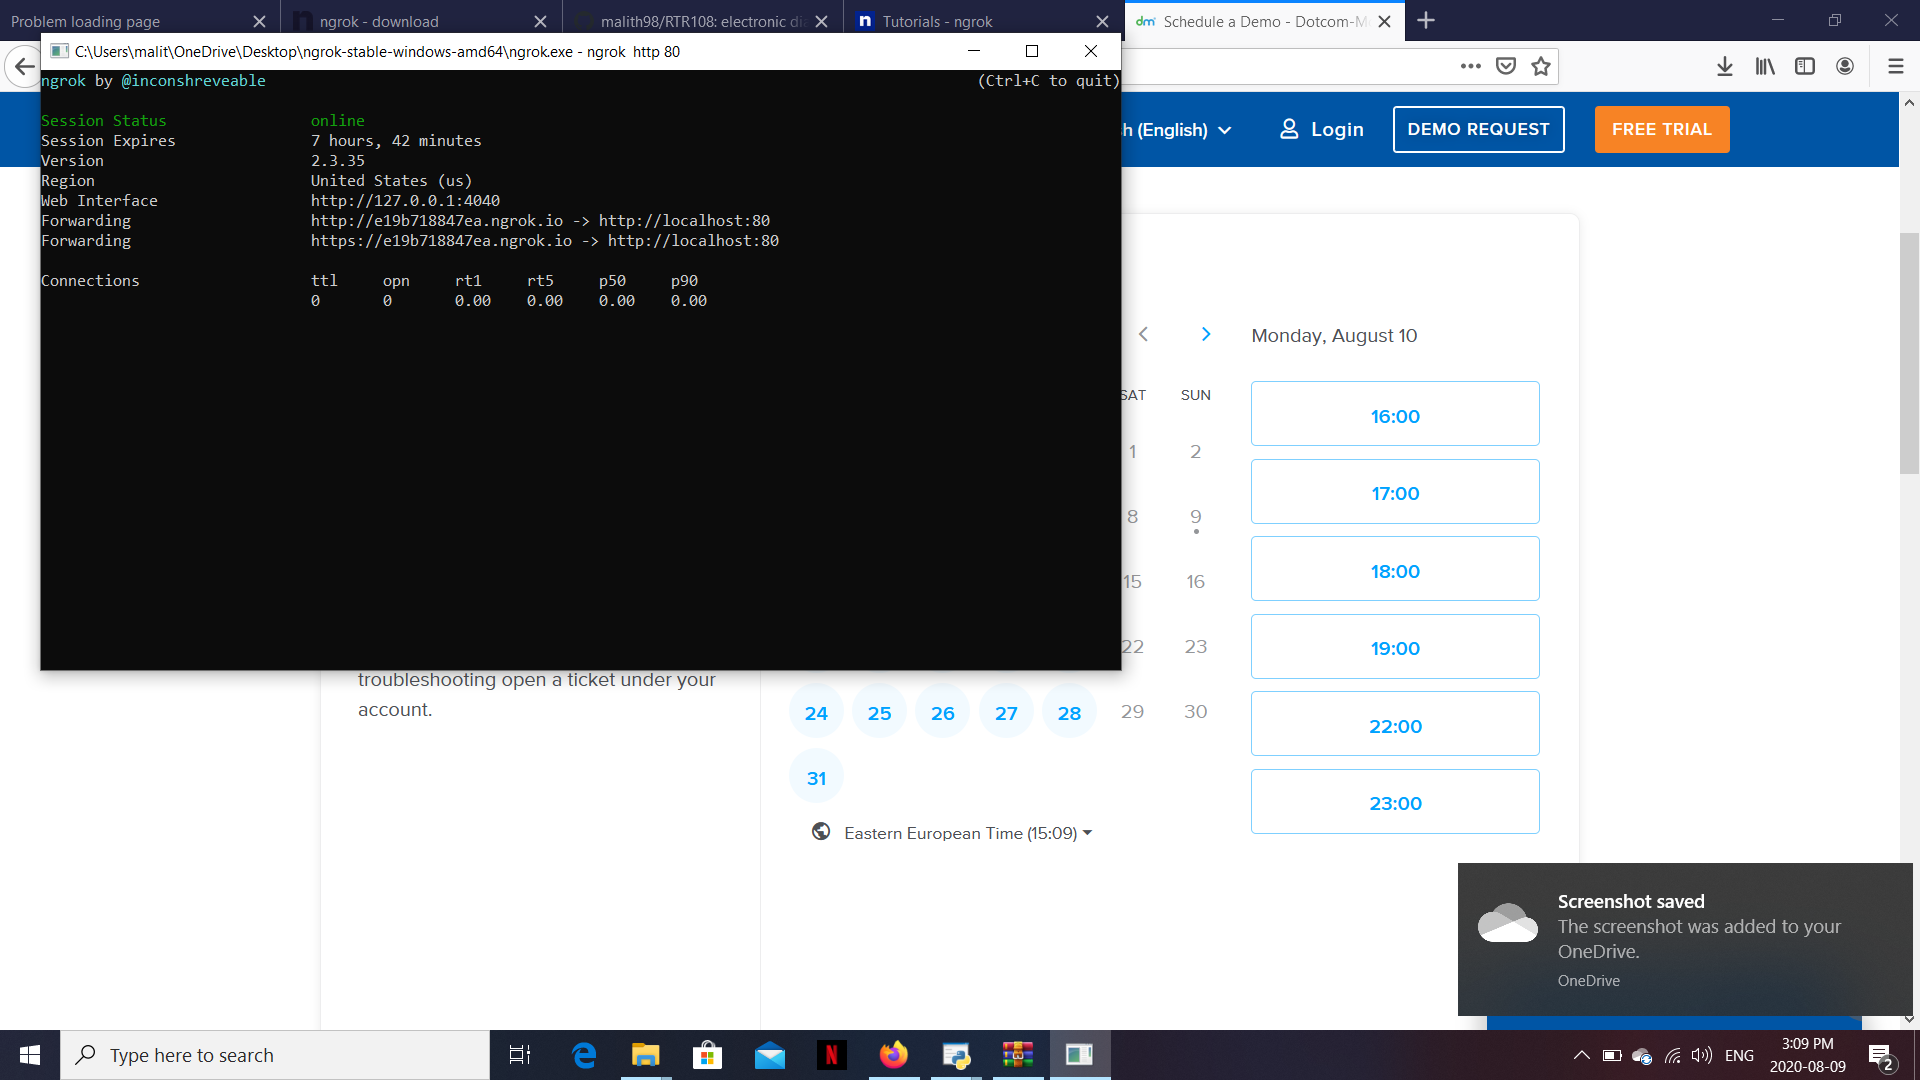 Problem loading page
ngrok - download
malith98/RTR108: electronic di
Tutorials - ngrok
Schedule a Demo - Dotcom-M
C:\Users\malit\OneDrive\Desktop\ngrok-stable-windows-amd64\ngrok.exe - ngrok  http 80
ngrok by @inconshreveable (Ctrl+C to quit)
Session Status online
Session Expires 7 hours, 42 minutes
Version 2.3.35
Region United States (us)
Web Interface http://127.0.0.1:4040
Forwarding http://e19b718847ea.ngrok.io -> http://localhost:80
Forwarding https://e19b718847ea.ngrok.io -> http://localhost:80
Connections ttl opn rt1 rt5 p50 p90
0 0 0.00 0.00 0.00 0.00
(English)
Login
DEMO REQUEST
FREE TRIAL
Monday, August 10
SAT SUN
1 2
8 9
15 16
22 23
24 25 26 27 28 29 30
31
Eastern European Time (15:09)
16:00
17:00
18:00
19:00
22:00
23:00
troubleshooting open a ticket under your
account.
Screenshot saved
The screenshot was added to your
OneDrive.
OneDrive
Type here to search
ENG
3:09 PM
2020-08-09
2